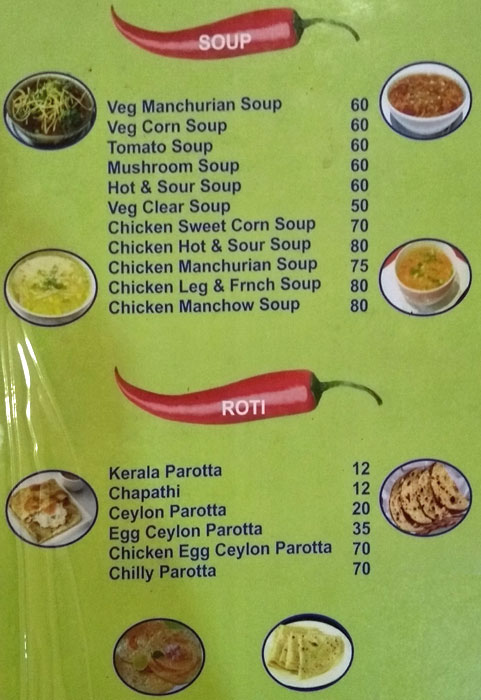 SOUP
Veg Manchurian Soup 60
Veg Corn Soup 60
Tomato Soup 60
Mushroom Soup 60
Hot & Sour Soup 60
Veg Clear Soup 50
Chicken Sweet Corn Soup 70
Chicken Hot & Sour Soup 80
Chicken Manchurian Soup 75
Chicken Leg & Frnch Soup 80
Chicken Manchow Soup 80
ROTI
Kerala Parotta 12
Chapathi 12
Ceylon Parotta 20
Egg Ceylon Parotta 35
Chicken Egg Ceylon Parotta 70
Chilly Parotta 70